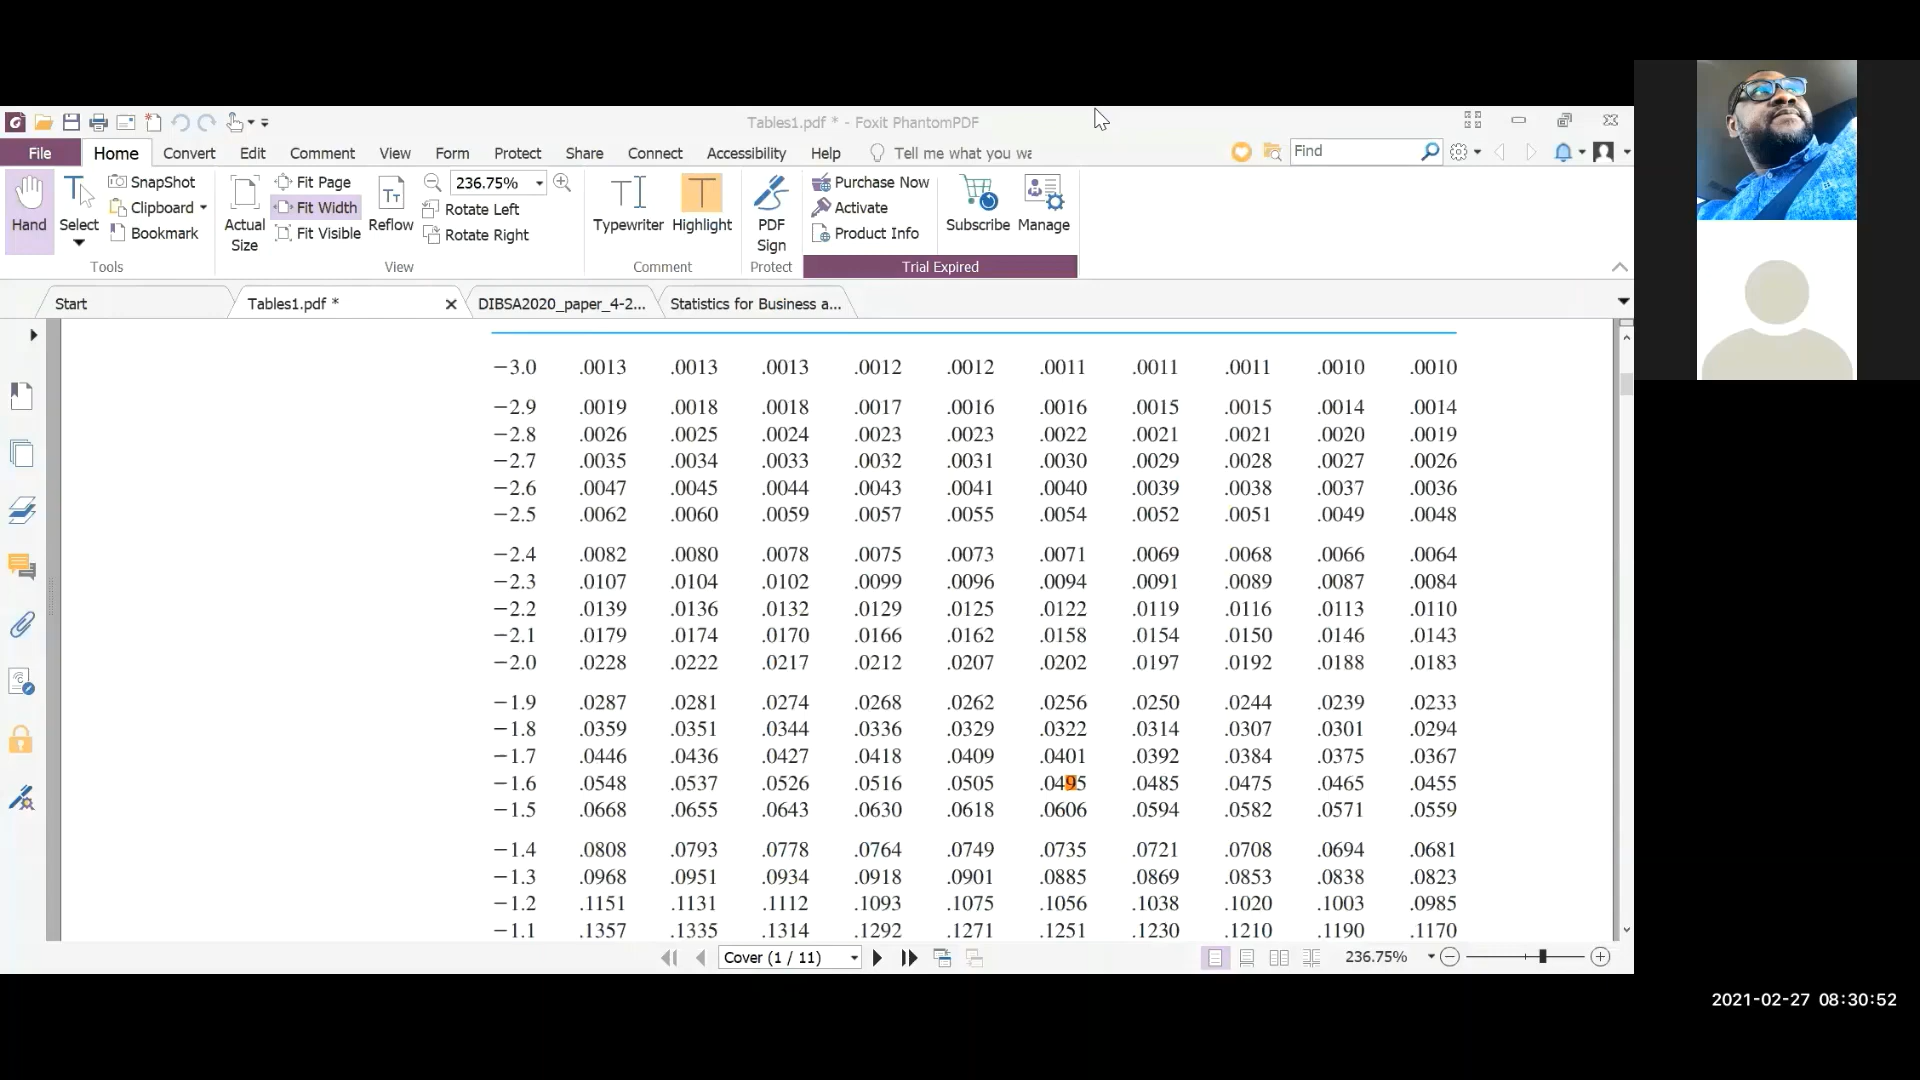 Tables1.pdf * - Foxit PhantomPDF
File Home Convert Edit Comment View Form Protect Share Connect Accessibility Help Tell me what you wa Find
Hand
Select
SnapShot
Clipboard
Bookmark
Tools
Actual Size
Fit Page
Fit Width
Fit Visible
Reflow
236.75%
Rotate Left
Rotate Right
View
Typewriter
Highlight
Comment
PDF Sign
Protect
Purchase Now
Activate
Product Info
Trial Expired
Subscribe
Manage
Start Tables1.pdf * DIBSA2020_paper_4-2... Statistics for Business a...
−3.0 .0013 .0013 .0013 .0012 .0012 .0011 .0011 .0011 .0010 .0010
−2.9 .0019 .0018 .0018 .0017 .0016 .0016 .0015 .0015 .0014 .0014
−2.8 .0026 .0025 .0024 .0023 .0023 .0022 .0021 .0021 .0020 .0019
−2.7 .0035 .0034 .0033 .0032 .0031 .0030 .0029 .0028 .0027 .0026
−2.6 .0047 .0045 .0044 .0043 .0041 .0040 .0039 .0038 .0037 .0036
−2.5 .0062 .0060 .0059 .0057 .0055 .0054 .0052 .0051 .0049 .0048
−2.4 .0082 .0080 .0078 .0075 .0073 .0071 .0069 .0068 .0066 .0064
−2.3 .0107 .0104 .0102 .0099 .0096 .0094 .0091 .0089 .0087 .0084
−2.2 .0139 .0136 .0132 .0129 .0125 .0122 .0119 .0116 .0113 .0110
−2.1 .0179 .0174 .0170 .0166 .0162 .0158 .0154 .0150 .0146 .0143
−2.0 .0228 .0222 .0217 .0212 .0207 .0202 .0197 .0192 .0188 .0183
−1.9 .0287 .0281 .0274 .0268 .0262 .0256 .0250 .0244 .0239 .0233
−1.8 .0359 .0351 .0344 .0336 .0329 .0322 .0314 .0307 .0301 .0294
−1.7 .0446 .0436 .0427 .0418 .0409 .0401 .0392 .0384 .0375 .0367
−1.6 .0548 .0537 .0526 .0516 .0505 .0495 .0485 .0475 .0465 .0455
−1.5 .0668 .0655 .0643 .0630 .0618 .0606 .0594 .0582 .0571 .0559
−1.4 .0808 .0793 .0778 .0764 .0749 .0735 .0721 .0708 .0694 .0681
−1.3 .0968 .0951 .0934 .0918 .0901 .0885 .0869 .0853 .0838 .0823
−1.2 .1151 .1131 .1112 .1093 .1075 .1056 .1038 .1020 .1003 .0985
−1.1 .1357 .1335 .1314 .1292 .1271 .1251 .1230 .1210 .1190 .1170
Cover (1 / 11) 236.75%
2021-02-27 08:30:52